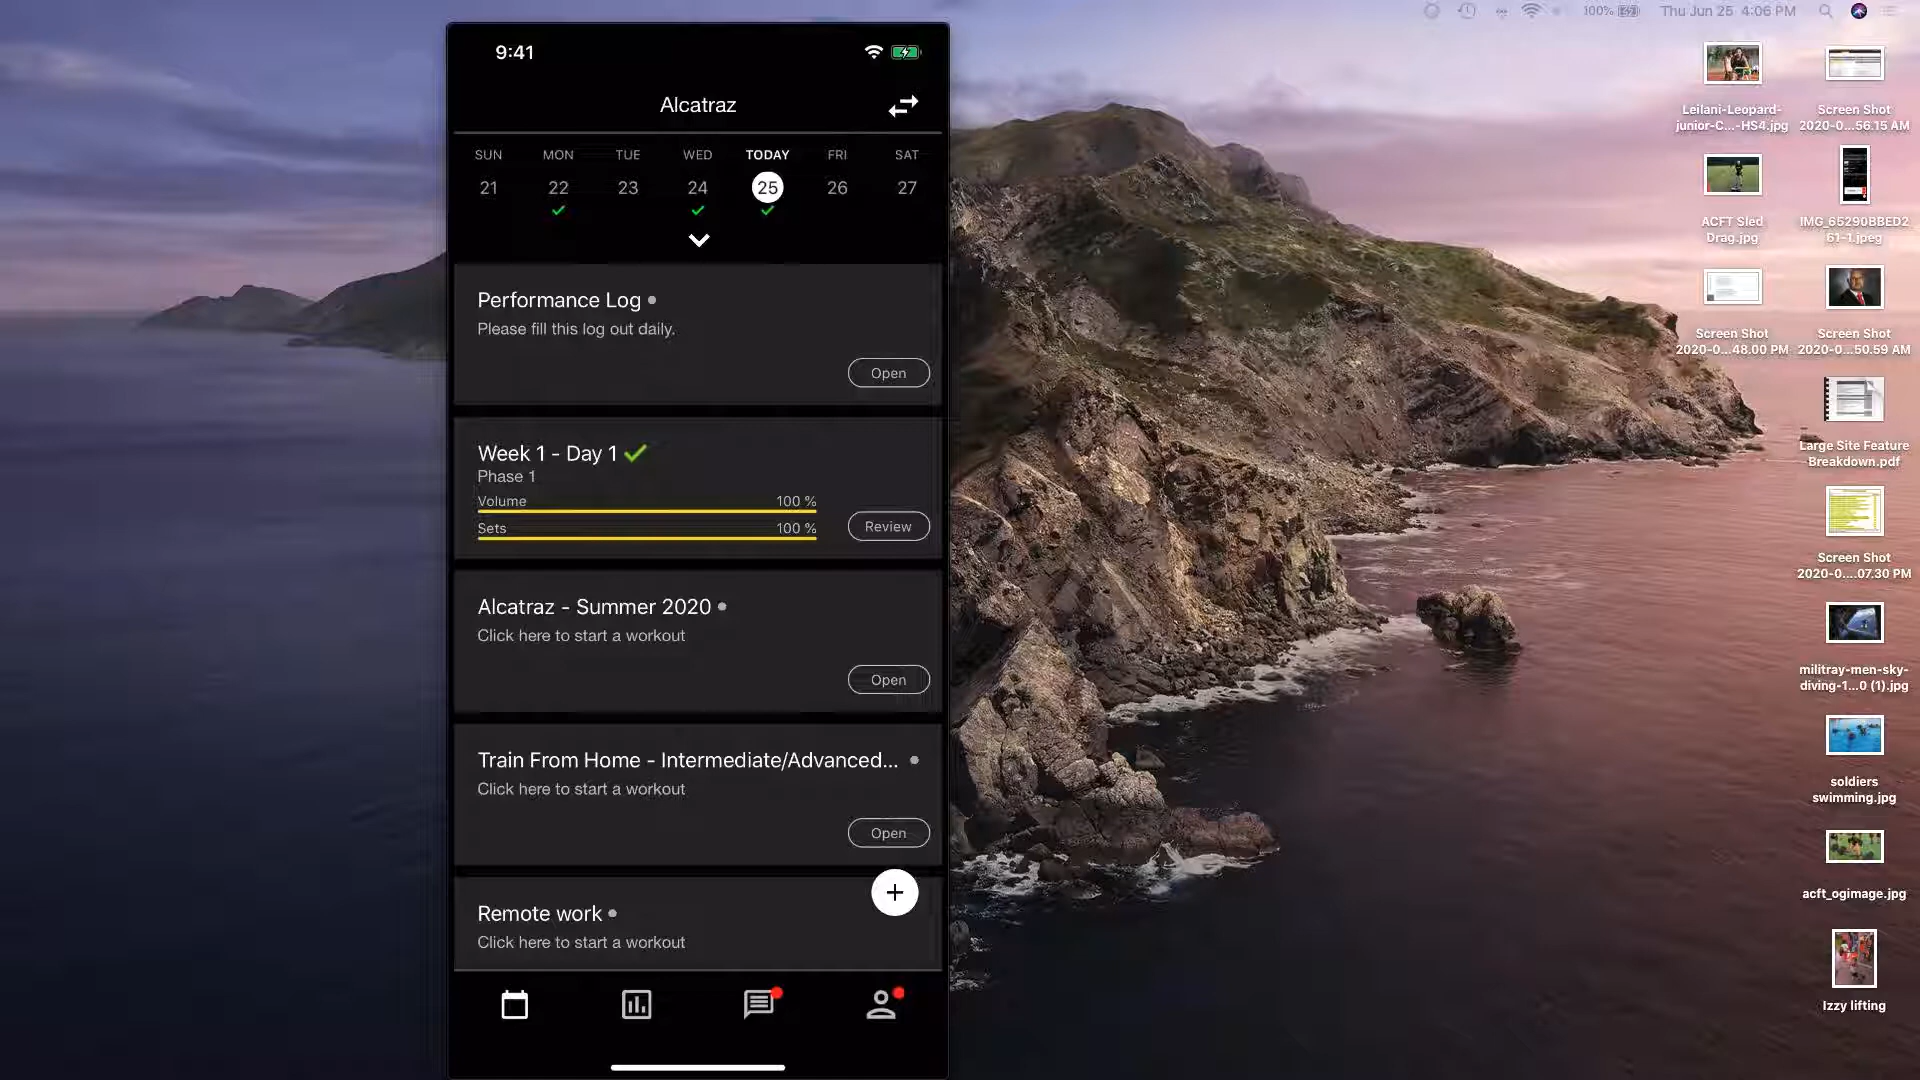 100%
Thu Jun 25 4:06 PM
9:41
Alcatraz
SUN MON TUE WED TODAY FRI SAT
21 22 23 24 25 26 27
Performance Log
Please fill this log out daily.
Open
Week 1 - Day 1
Phase 1
Volume 100 %
Sets 100 %
Review
Alcatraz - Summer 2020
Click here to start a workout
Open
Train From Home - Intermediate/Advanced...
Click here to start a workout
Open
+
Remote work
Click here to start a workout
Leilani-Leopard-
junior-C...-HS4.jpg
Screen Shot
2020-0...56.15 AM
ACFT Sled
Drag.jpg
IMG_65290BBED2
61-1.jpeg
Screen Shot
2020-0...48.00 PM
Screen Shot
2020-0...50.59 AM
Large Site Feature
Breakdown.pdf
Screen Shot
2020-0....07.30 PM
militray-men-sky-
diving-1...0 (1).jpg
soldiers
swimming.jpg
acft_ogimage.jpg
Izzy lifting